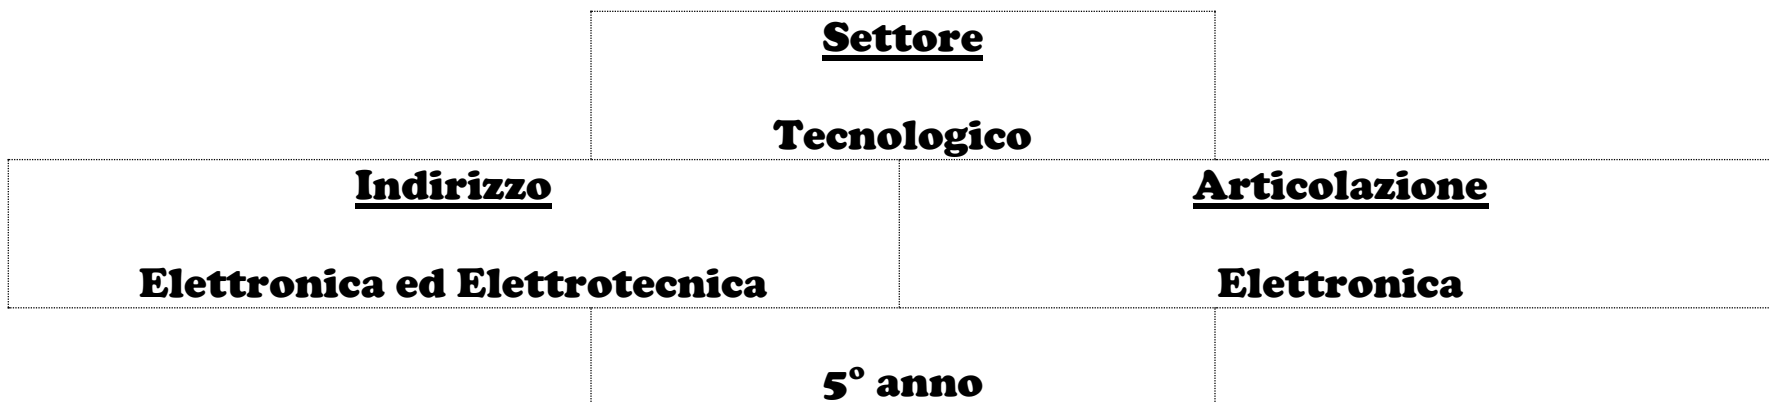 Settore
Tecnologico
Indirizzo
Elettronica ed Elettrotecnica
Articolazione
Elettronica
5° anno